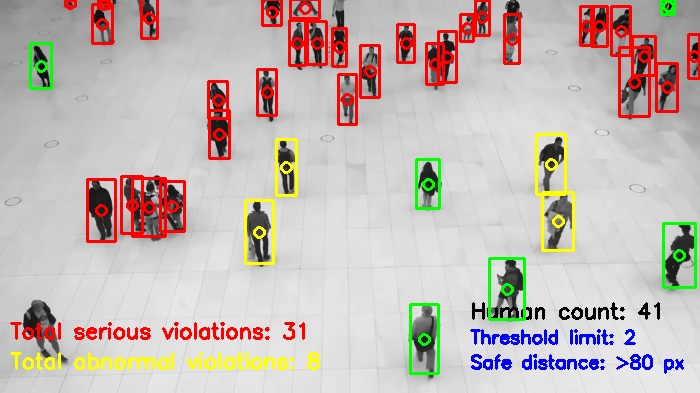 Human count: 41
Total serious violations: 31
Threshold limit: 2
Total abnormal violations: 8
Safe distance: >80 px